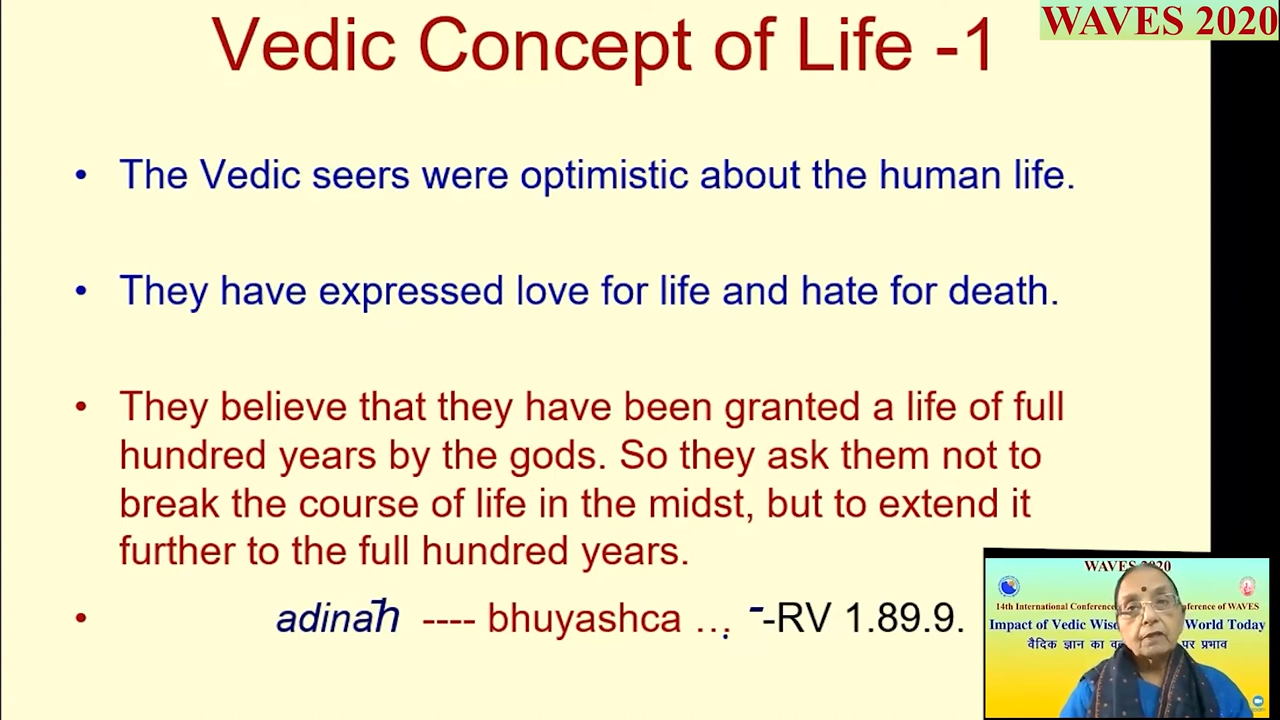 WAVES 2020
Vedic Concept of Life -1
• The Vedic seers were optimistic about the human life.
• They have expressed love for life and hate for death.
• They believe that they have been granted a life of full
hundred years by the gods. So they ask them not to
break the course of life in the midst, but to extend it
further to the full hundred years.
• adinah ---- bhuyashca ... -RV 1.89.9.
WAVES 2020
14th International Conference
ference of WAVES
Impact of Vedic
World Today
वैदिक ज्ञान का
पर प्रभाव